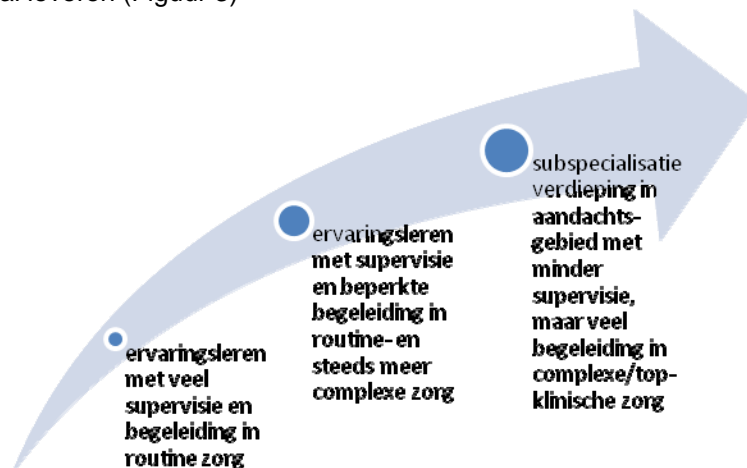 (Figuur 3)
ervaringsleren
met veel
supervisie en
begeleiding in
routine zorg
ervaringsleren
met supervisie
en beperkte
begeleiding in
routine- en
steeds meer
complexe zorg
subspecialisatie
verdieping in
aandachts-
gebied met
minder
supervisie,
maar veel
begeleiding in
complexe/top-
klinische zorg